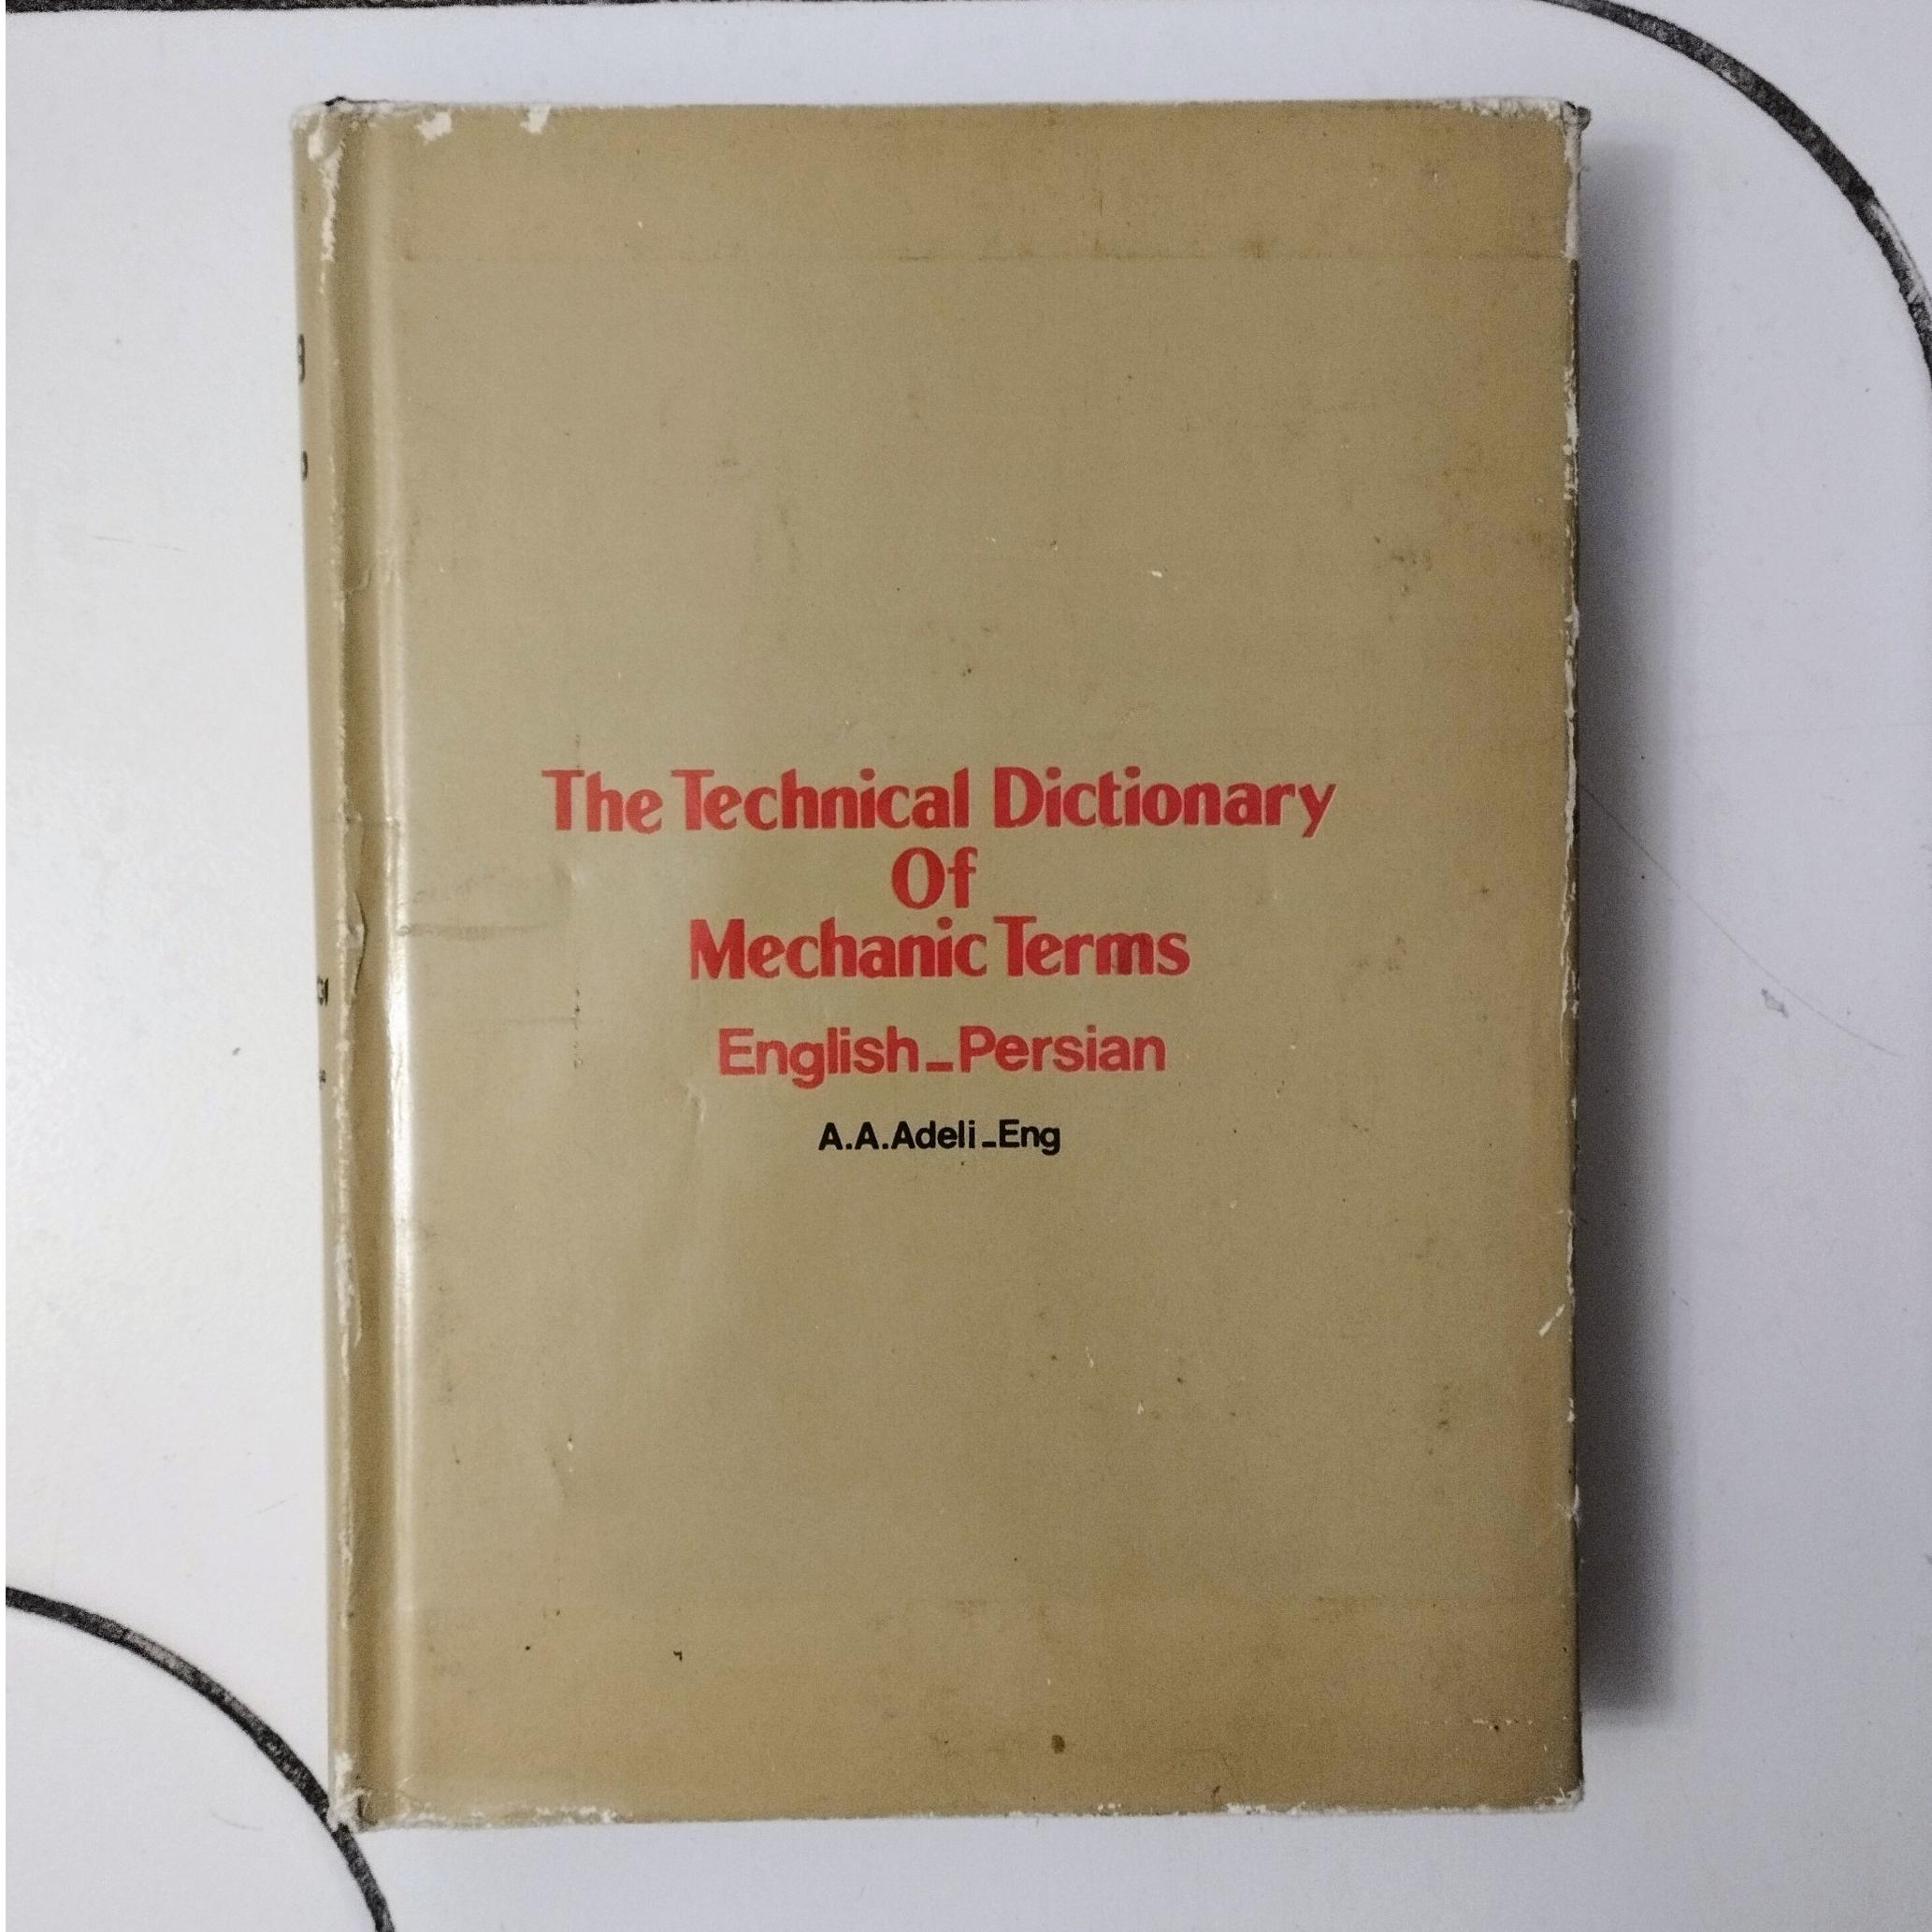 The Technical Dictionary
Of
Mechanic Terms
English_Persian
A.A.Adeli_Eng